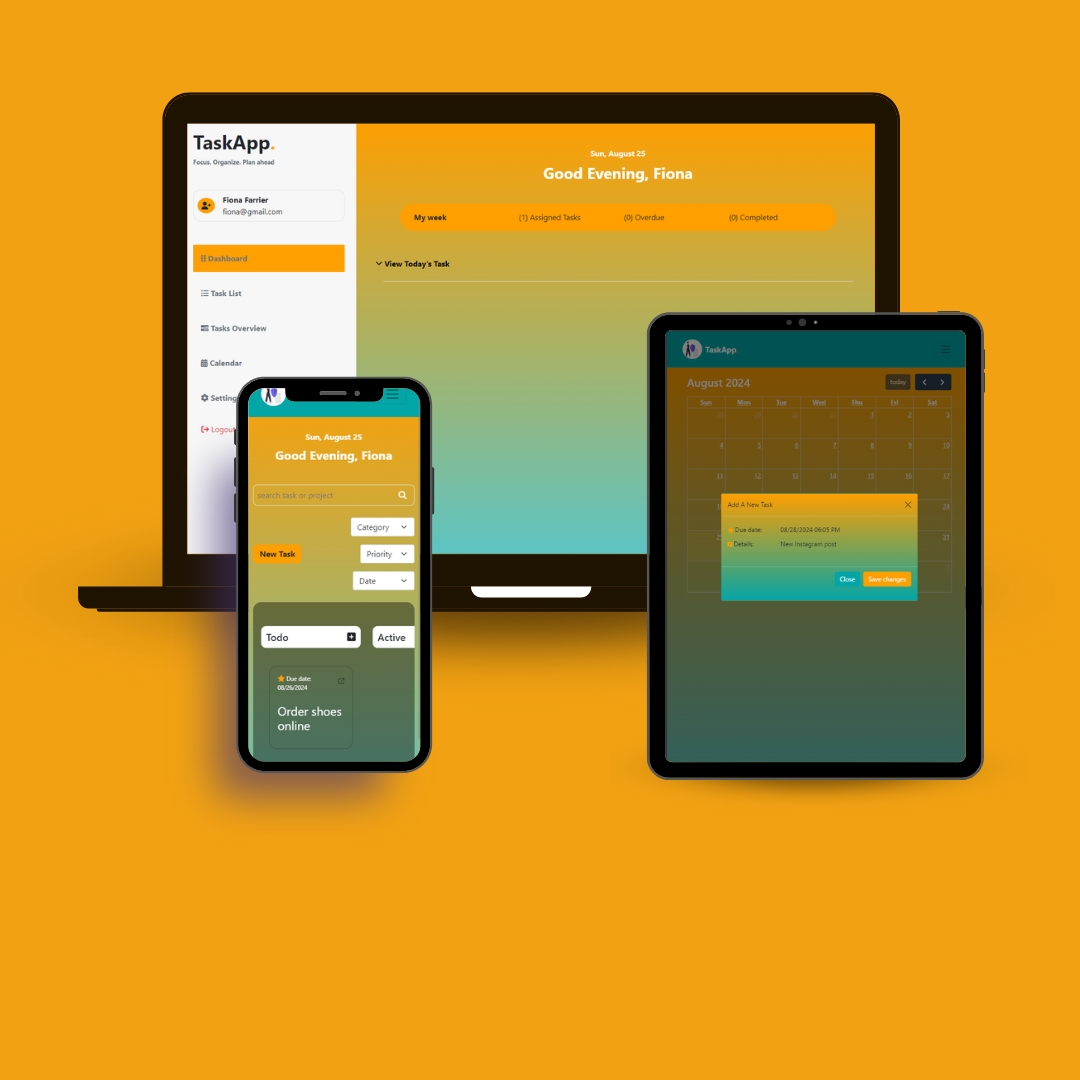 TaskApp.
Focus. Organize. Plan ahead
Fiona Farrier
fiona@gmail.com
Dashboard
Task List
Tasks Overview
Calendar
Setting
Logout
Sun, August 25
Good Evening, Fiona
My week (1) Assigned Tasks (0) Overdue (0) Completed
View Today's Task
Sun, August 25
Good Evening, Fiona
search task or project
Category
New Task
Priority
Date
Todo
Active
Due date:
08/26/2024
Order shoes
online
TaskApp
August 2024
today
Sun Mon Tue Wed Thu Fri Sat
1 2 3
4 5 6 7 8 9 10
11 12 13 14 15 16 17
24
31
Add A New Task
Due date: 08/28/2024 06:05 PM
Details: New Instagram post
Close
Save changes